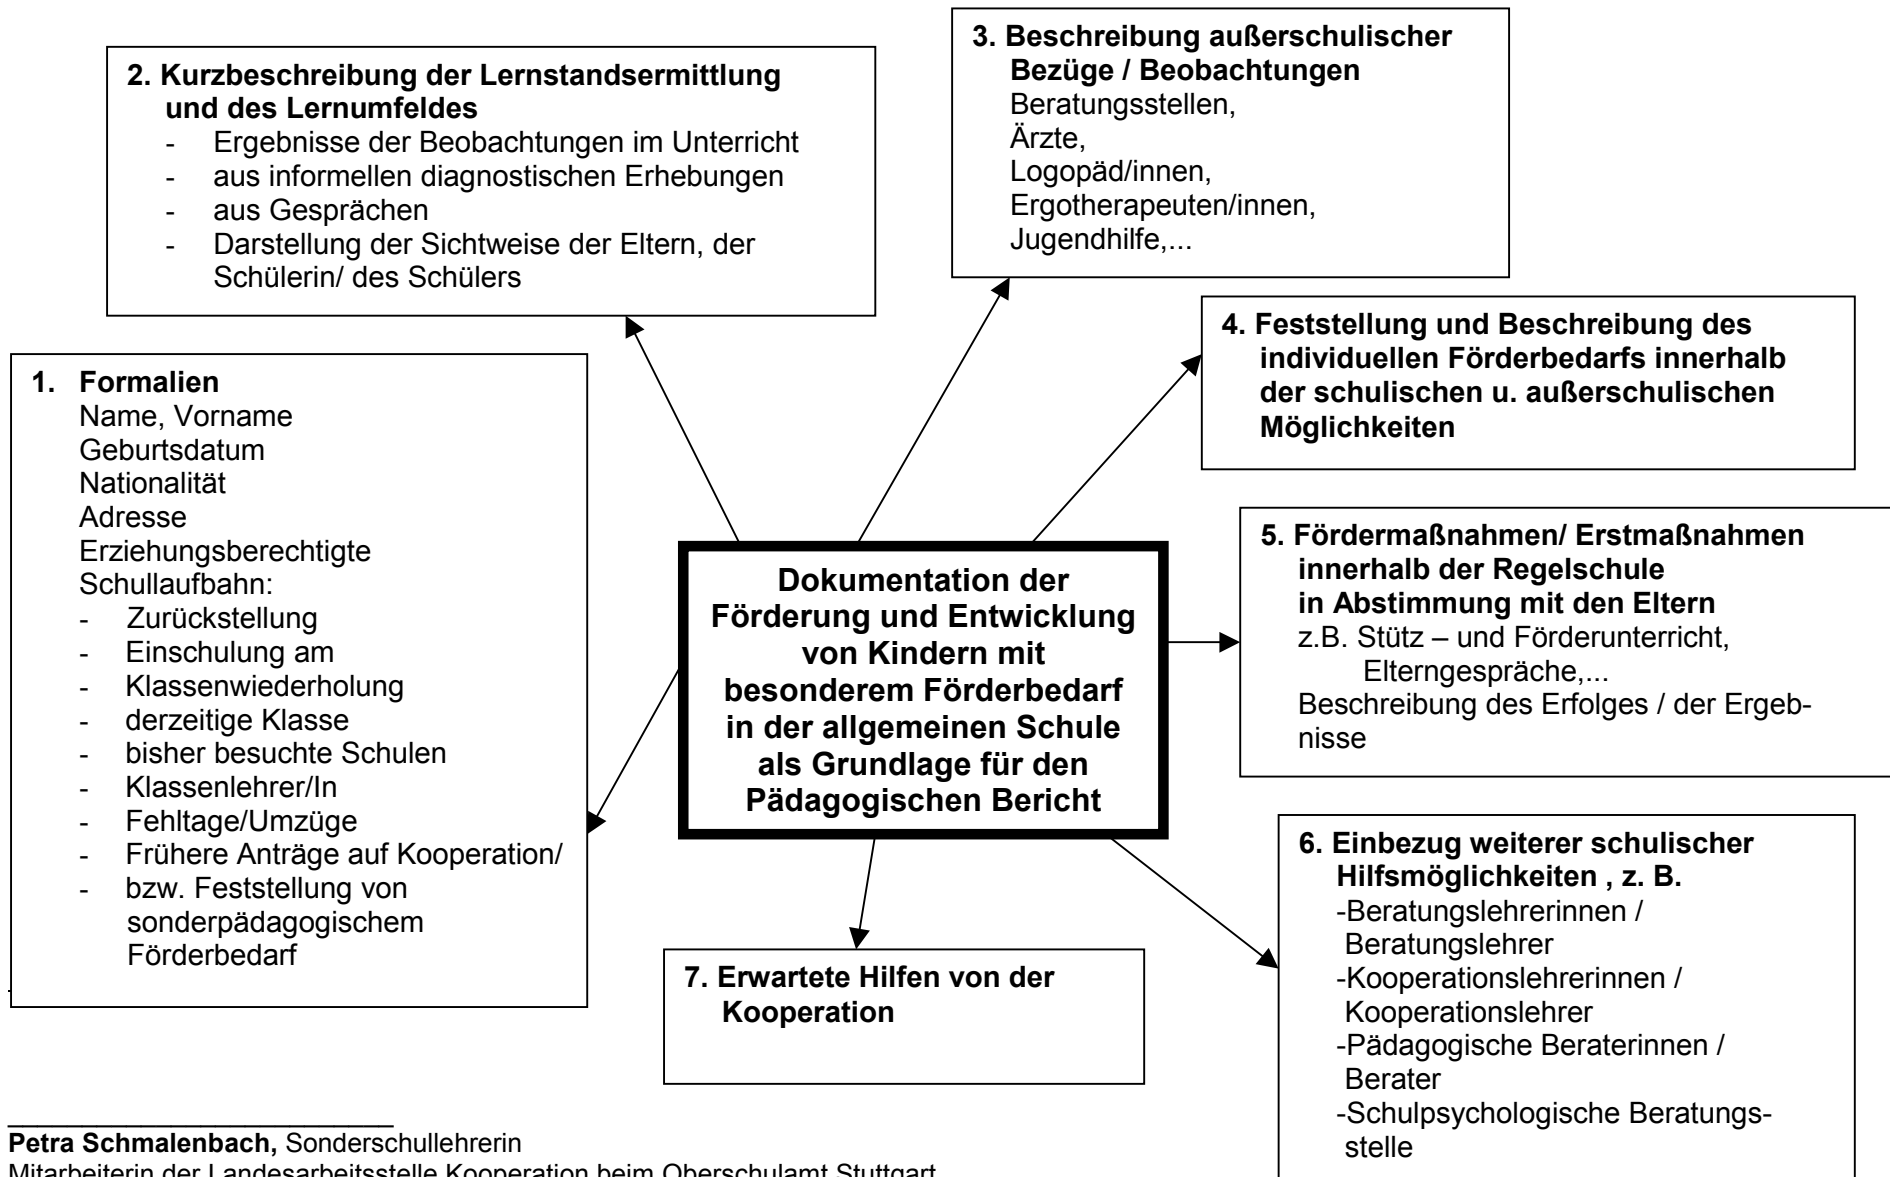 1. Formalien
Name, Vorname
Geburtsdatum
Nationalität
Adresse
Erziehungsberechtigte
Schullaufbahn:
- Zurückstellung
- Einschulung am
- Klassenwiederholung
- derzeitige Klasse
- bisher besuchte Schulen
- Klassenlehrer/In
- Fehltage/Umzüge
- Frühere Anträge auf Kooperation/
- bzw. Feststellung von
sonderpädagogischem
Förderbedarf
2. Kurzbeschreibung der Lernstandsermittlung
und des Lernumfeldes
- Ergebnisse der Beobachtungen im Unterricht
- aus informellen diagnostischen Erhebungen
- aus Gesprächen
- Darstellung der Sichtweise der Eltern, der
Schülerin/ des Schülers
3. Beschreibung außerschulischer
Bezüge / Beobachtungen
Beratungsstellen,
Ärzte,
Logopäd/innen,
Ergotherapeuten/innen,
Jugendhilfe,...
4. Feststellung und Beschreibung des
individuellen Förderbedarfs innerhalb
der schulischen u. außerschulischen
Möglichkeiten
Dokumentation der
Förderung und Entwicklung
von Kindern mit
besonderem Förderbedarf
in der allgemeinen Schule
als Grundlage für den
Pädagogischen Bericht
5. Fördermaßnahmen/ Erstmaßnahmen
innerhalb der Regelschule
in Abstimmung mit den Eltern
z.B. Stütz – und Förderunterricht,
Elterngespräche,...
Beschreibung des Erfolges / der Ergeb-
nisse
6. Einbezug weiterer schulischer
Hilfsmöglichkeiten , z. B.
-Beratungslehrerinnen /
Beratungslehrer
-Kooperationslehrerinnen /
Kooperationslehrer
-Pädagogische Beraterinnen /
Berater
-Schulpsychologische Beratungs-
stelle
7. Erwartete Hilfen von der
Kooperation
Petra Schmalenbach, Sonderschullehrerin
Mitarbeiterin der Landesarbeitsstelle Kooperation beim Oberschulamt Stuttgart